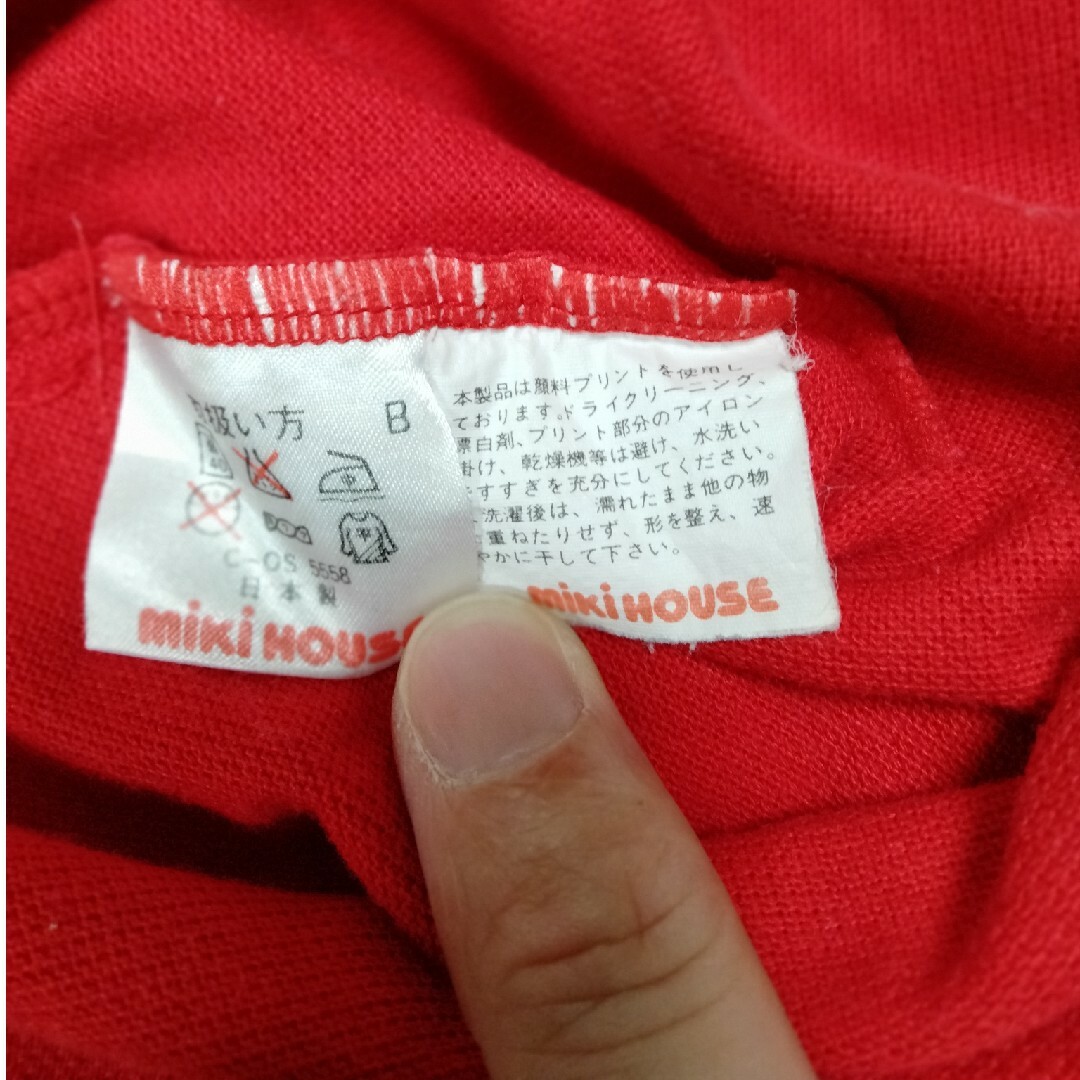 扱い方 B
C-OS 5558
日本製
miki HOUSE
本製品は顔料プリントを使用し
ております。ドライクリーニング、
漂白剤、プリント部分のアイロン
掛け、乾燥機等は避け、水洗い
すすぎを充分にしてください。
洗濯後は、濡れたまま他の物
重ねたりせず、形を整え、速
やかに干して下さい。
miki HOUSE